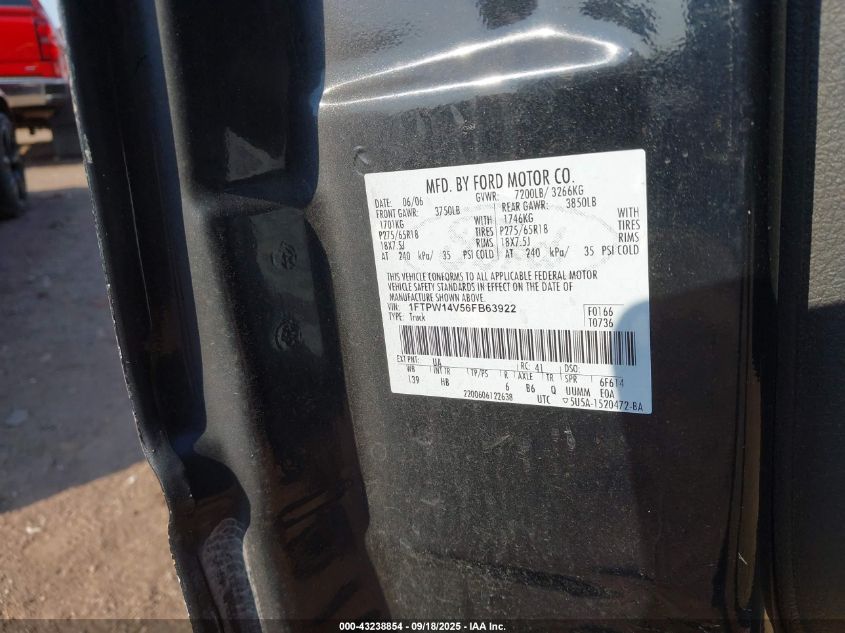 MFD. BY FORD MOTOR CO.
DATE: 06/06 GVWR: 7200LB/ 3266KG
FRONT GAWR: 3750LB REAR GAWR: 3850LB
1701KG WITH 1746KG WITH
P275/65R18 TIRES P275/65R18 TIRES
18X7.5J RIMS 18X7.5J RIMS
AT 240 kPa/ 35 PSI COLD AT 240 kPa/ 35 PSI COLD
THIS VEHICLE CONFORMS TO ALL APPLICABLE FEDERAL MOTOR
VEHICLE SAFETY STANDARDS IN EFFECT ON THE DATE OF
MANUFACTURE SHOWN ABOVE.
VIN: 1FTPW14V56FB63922 F0166
TYPE: Truck T0736
EXT PNT: UA RC: 41 DSO:
WB INT TR TP/PS R AXLE TR SPR 6F614
139 HB 6 B6 Q UUMM E0A
2200606122638 UTC ▽5U5A-1520472-BA
000-43238854 - 09/18/2025 - IAA Inc.